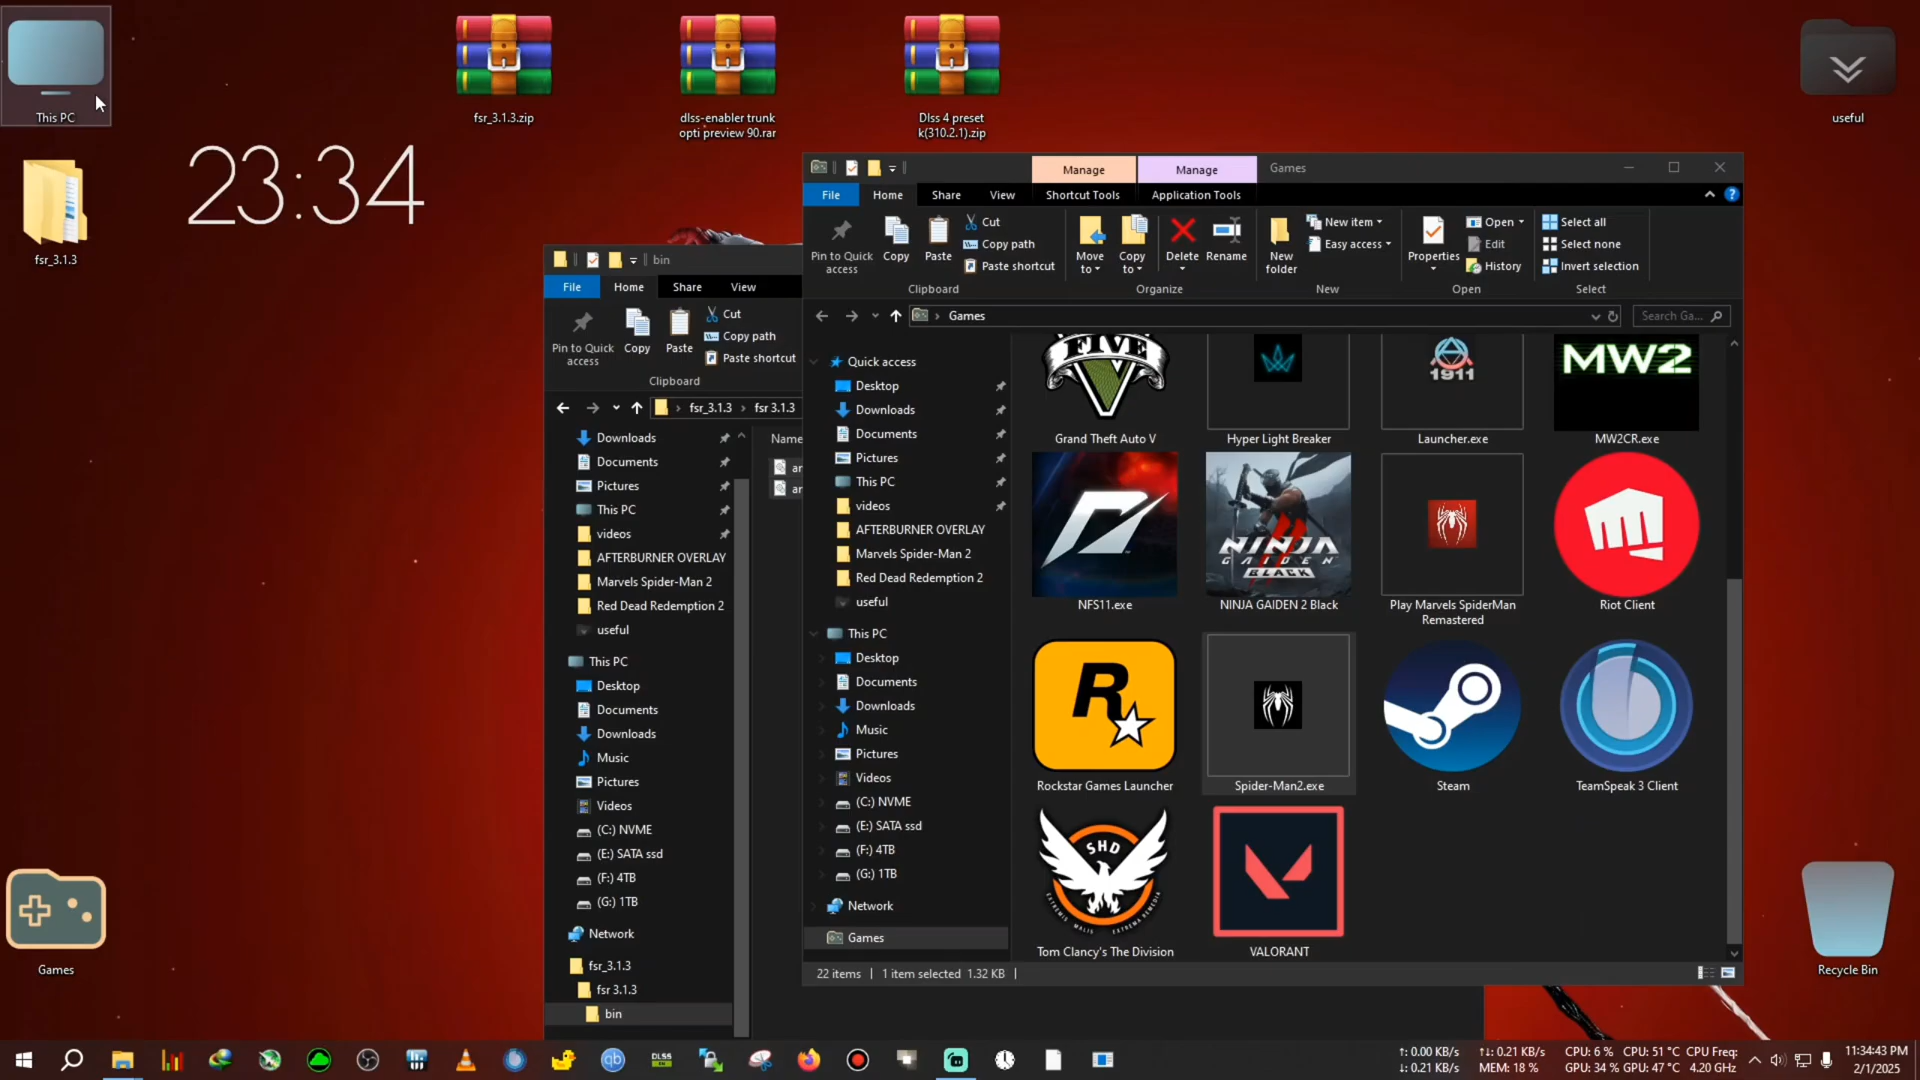 This PC
fsr_3.1.3.zip
dlss-enabler trunk
opti preview 90.rar
Dlss 4 preset
k(310.2.1).zip
useful
fsr_3.1.3
23:34
Games
Recycle Bin
bin
File
Home
Share
View
Pin to Quick
access
Copy
Paste
Cut
Copy path
Paste shortcut
Clipboard
fsr_3.1.3
fsr 3.1.3
Name
Downloads
Documents
Pictures
This PC
videos
AFTERBURNER OVERLAY
Marvels Spider-Man 2
Red Dead Redemption 2
useful
This PC
Desktop
Documents
Downloads
Music
Pictures
Videos
(C:) NVME
(E:) SATA ssd
(F:) 4TB
(G:) 1TB
Network
fsr_3.1.3
fsr 3.1.3
bin
Manage
Manage
Games
File
Home
Share
View
Shortcut Tools
Application Tools
Pin to Quick
access
Copy
Paste
Cut
Copy path
Paste shortcut
Clipboard
Move
to
Copy
to
Delete
Rename
Organize
New
folder
New item
Easy access
New
Properties
Open
Edit
History
Open
Select all
Select none
Invert selection
Select
Games
Search Ga...
Quick access
Desktop
Downloads
Documents
Pictures
This PC
videos
AFTERBURNER OVERLAY
Marvels Spider-Man 2
Red Dead Redemption 2
useful
This PC
Desktop
Documents
Downloads
Music
Pictures
Videos
(C:) NVME
(E:) SATA ssd
(F:) 4TB
(G:) 1TB
Network
Games
FIVE
V
Grand Theft Auto V
Hyper Light Breaker
1911
Launcher.exe
MW2
MW2CR.exe
NFS11.exe
NINJA
GAIDEN
BLACK
NINJA GAIDEN 2 Black
Play Marvels SpiderMan
Remastered
Riot Client
R
Rockstar Games Launcher
Spider-Man2.exe
Steam
TeamSpeak 3 Client
SHD
Tom Clancy's The Division
VALORANT
22 items
1 item selected 1.32 KB
DLSS
↑: 0.00 KB/s
↓: 0.21 KB/s
↑↓: 0.21 KB/s
MEM: 18 %
CPU: 6 % CPU: 51 °C CPU Freq:
GPU: 34 % GPU: 47 °C 4.20 GHz
11:34:43 PM
2/1/2025